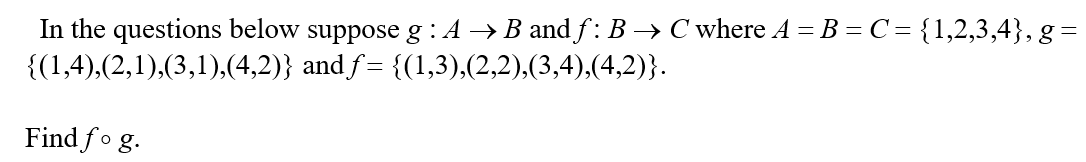 In the questions below suppose g : A → B and f : B → C where A = B = C = {1,2,3,4}, g =
{(1,4),(2,1),(3,1),(4,2)} and f = {(1,3),(2,2),(3,4),(4,2)}.
Find f ∘ g.